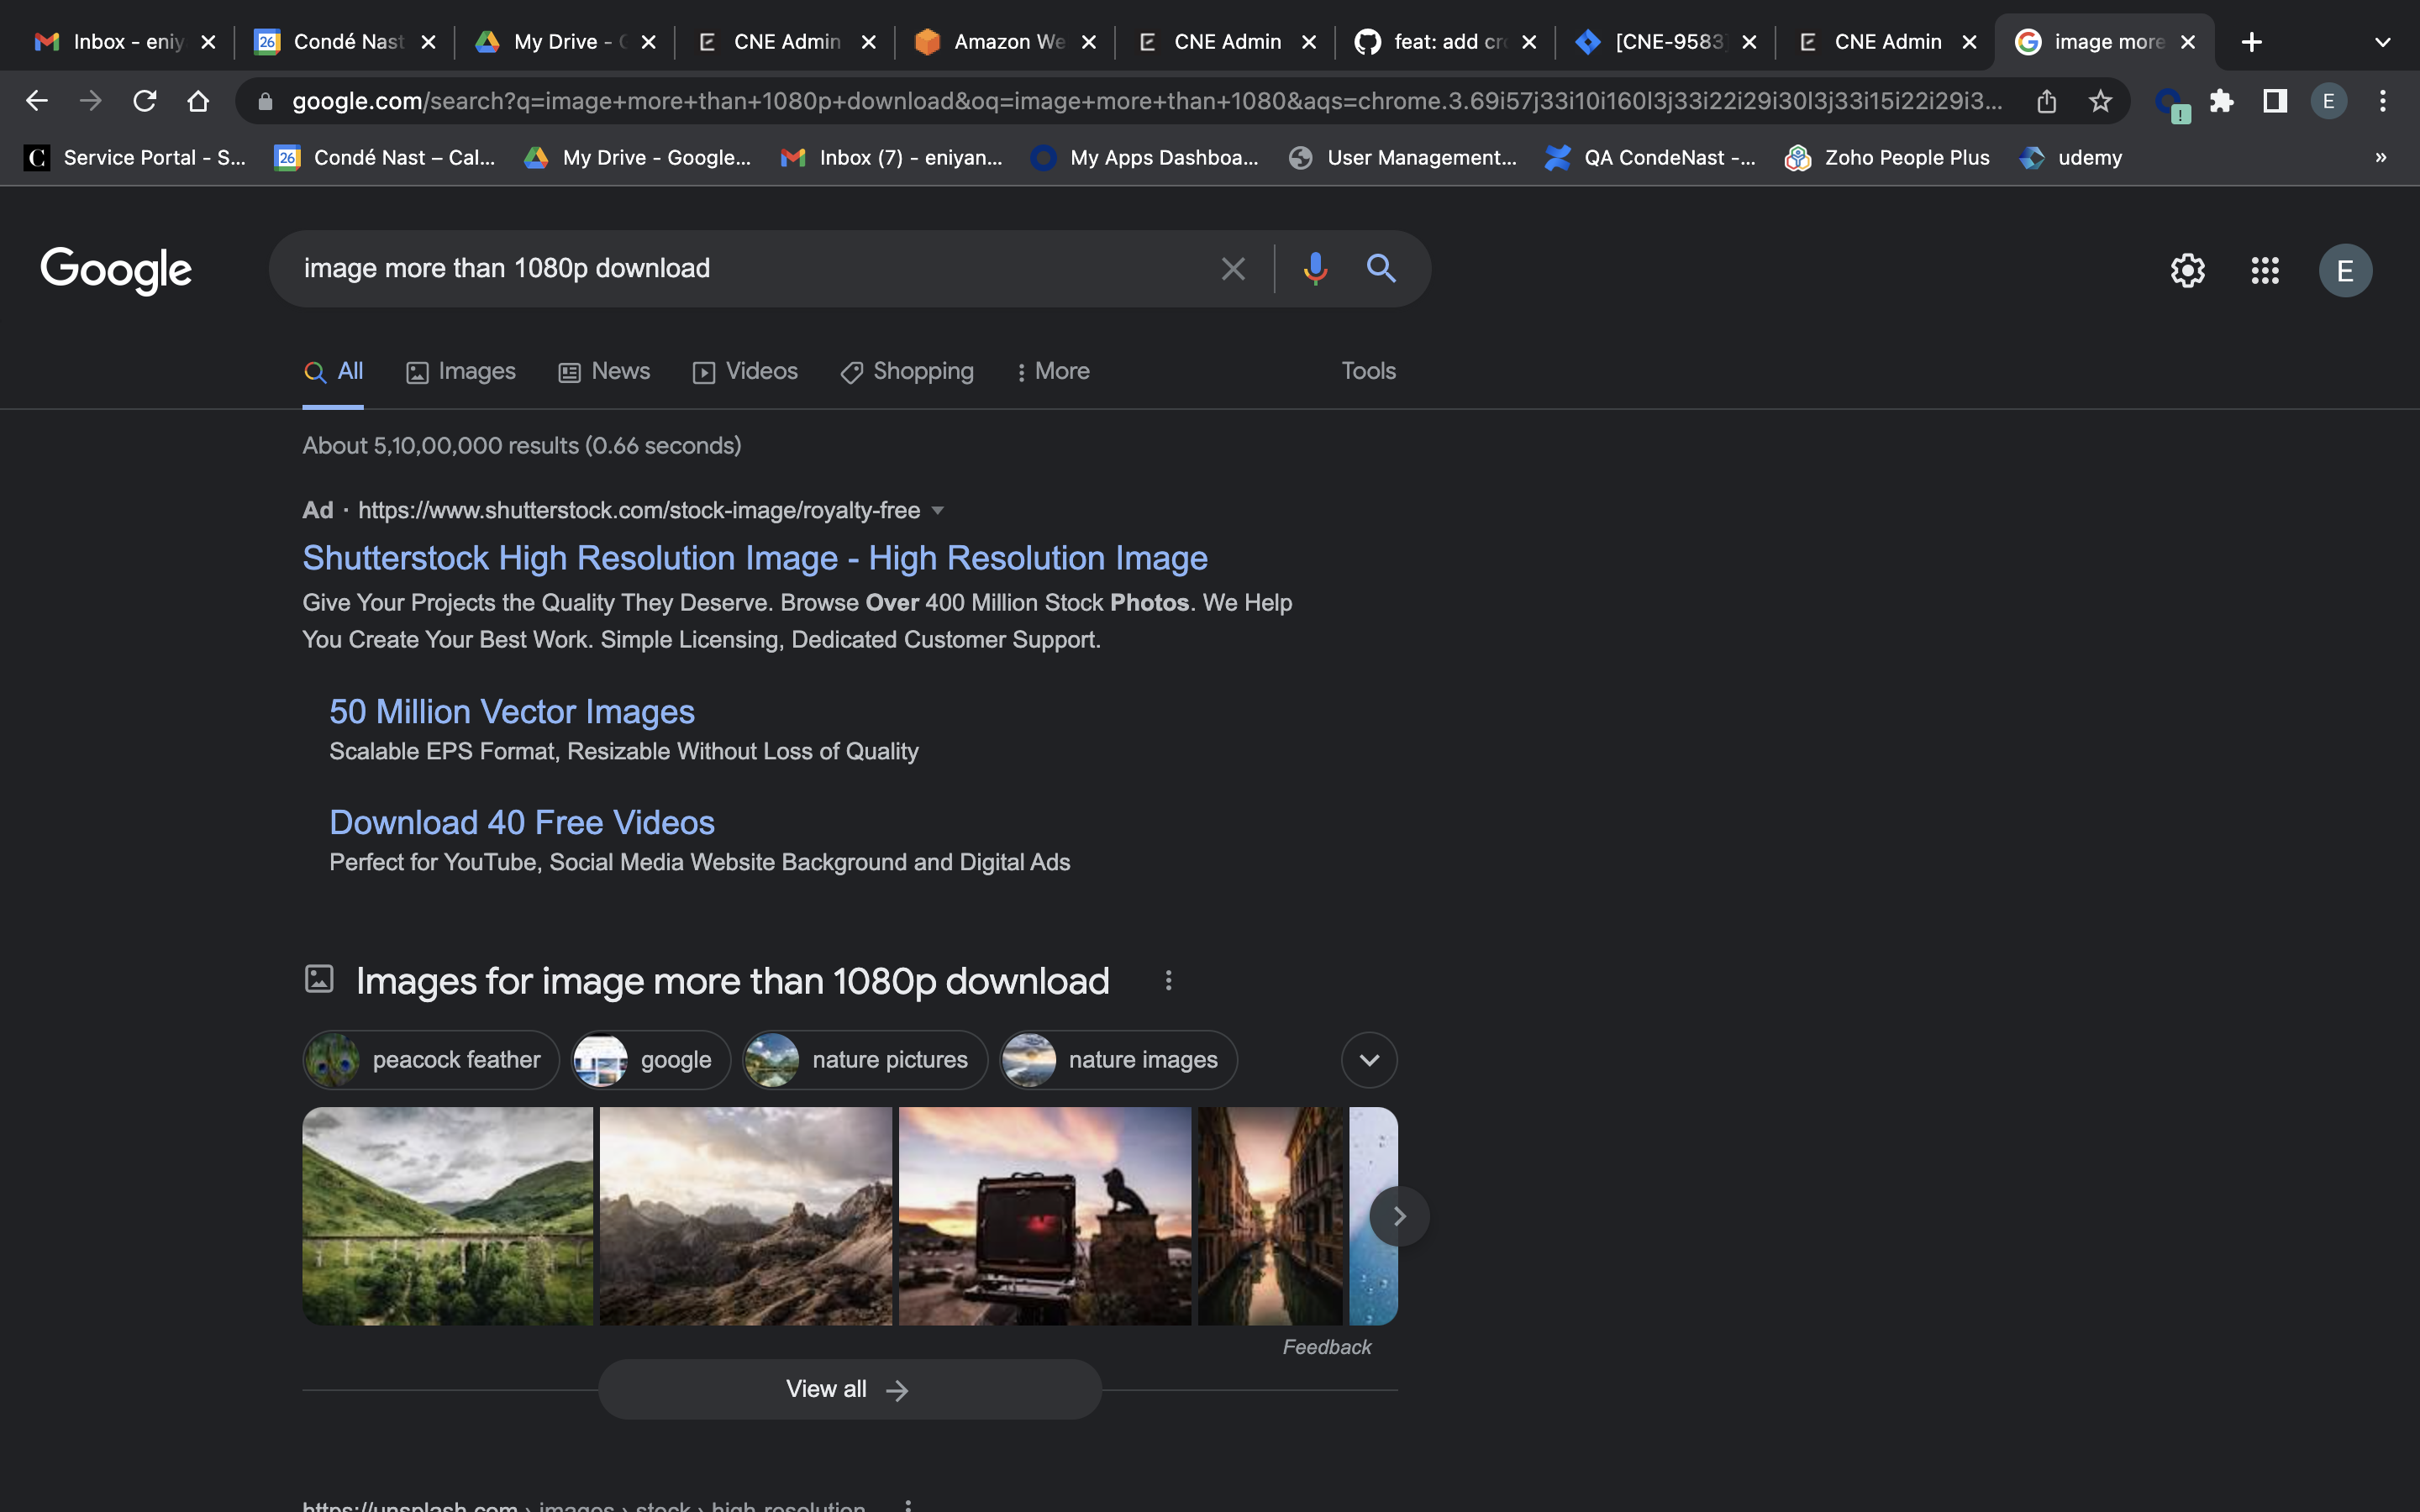 Inbox - eniy
26 Condé Nast
My Drive - C
CNE Admin
Amazon We
CNE Admin
feat: add cro
[CNE-9583]
CNE Admin
image more
google.com/search?q=image+more+than+1080p+download&oq=image+more+than+1080&aqs=chrome.3.69i57j33i10i160l3j33i22i29i30l3j33i15i22i29i3...
E
C Service Portal - S...
26 Condé Nast – Cal...
My Drive - Google...
Inbox (7) - eniyan...
My Apps Dashboa...
User Management...
QA CondeNast -...
Zoho People Plus
udemy
»
Google
image more than 1080p download
E
All
Images
News
Videos
Shopping
More
Tools
About 5,10,00,000 results (0.66 seconds)
Ad · https://www.shutterstock.com/stock-image/royalty-free
Shutterstock High Resolution Image - High Resolution Image
Give Your Projects the Quality They Deserve. Browse Over 400 Million Stock Photos. We Help
You Create Your Best Work. Simple Licensing, Dedicated Customer Support.
50 Million Vector Images
Scalable EPS Format, Resizable Without Loss of Quality
Download 40 Free Videos
Perfect for YouTube, Social Media Website Background and Digital Ads
Images for image more than 1080p download
peacock feather
google
nature pictures
nature images
Feedback
View all
https://unsplash.com › images › stock › high-resolution